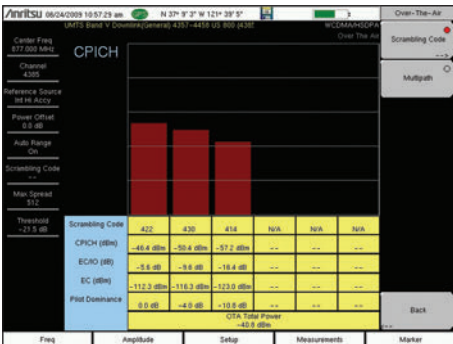 Anritsu 06/24/2009 10:57:29 am N 37° 9' 3" W 121° 39' 5" Over-The-Air
UMTS Band V Downlink(General) 4357-4458 US 800 (4385 WCDMA/HSDPA
Over The Air
CPICH
Center Freq
877.000 MHz
Channel
4385
Reference Source
Int Hi Accy
Power Offset
0.0 dB
Auto Range
On
Scrambling Code
--
Max Spread
512
Threshold
-21.5 dB
Scrambling Code
-->
Multipath
Scrambling Code 422 430 414 N/A N/A N/A
CPICH (dBm) -46.4 dBm -50.4 dBm -57.2 dBm -- -- --
EC/IO (dB) -5.6 dB -9.6 dB -16.4 dB -- -- --
EC (dBm) -112.3 dBm -116.3 dBm -123.0 dBm -- -- --
Pilot Dominance 0.0 dB -4.0 dB -10.8 dB -- -- --
OTA Total Power
-40.8 dBm
Back
<--
Freq Amplitude Setup Measurements Marker